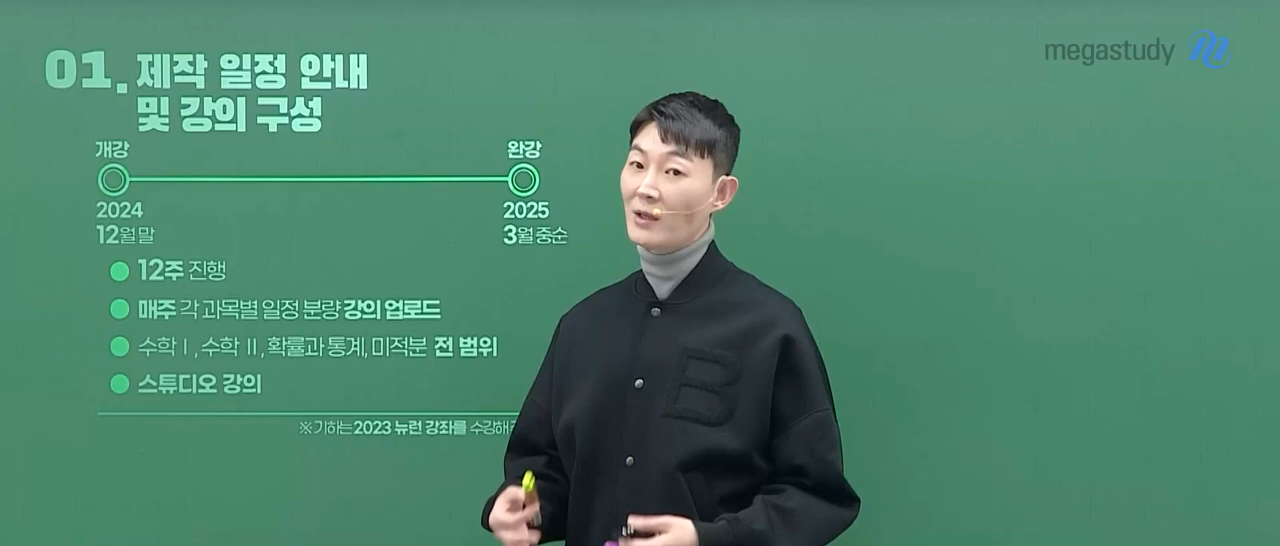 megastudy
01. 제작 일정 안내
및 강의 구성
개강
완강
2024
12월 말
2025
3월 중순
12주 진행
매주 각 과목별 일정 분량 강의 업로드
수학Ⅰ, 수학Ⅱ, 확률과 통계, 미적분 전 범위
스튜디오 강의
※ 기하는 2023 뉴런 강좌를 수강해
B